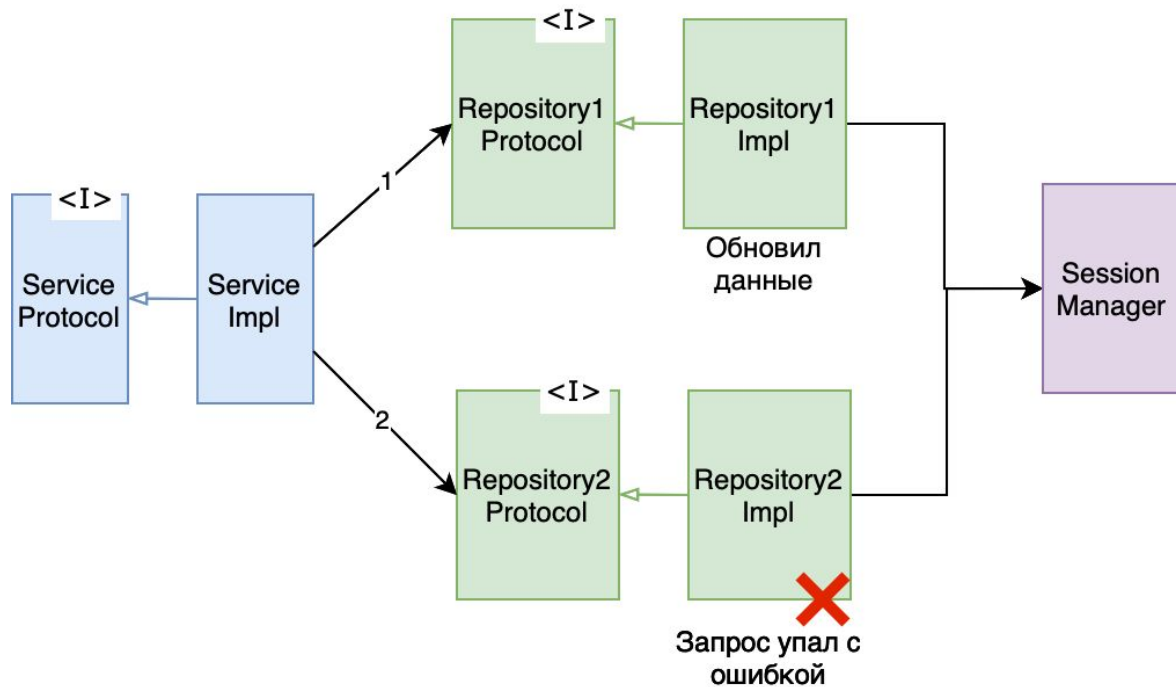 <I>
Service
Protocol
Service
Impl
1
2
<I>
Repository1
Protocol
Repository1
Impl
Обновил
данные
<I>
Repository2
Protocol
Repository2
Impl
Запрос упал с
ошибкой
Session
Manager